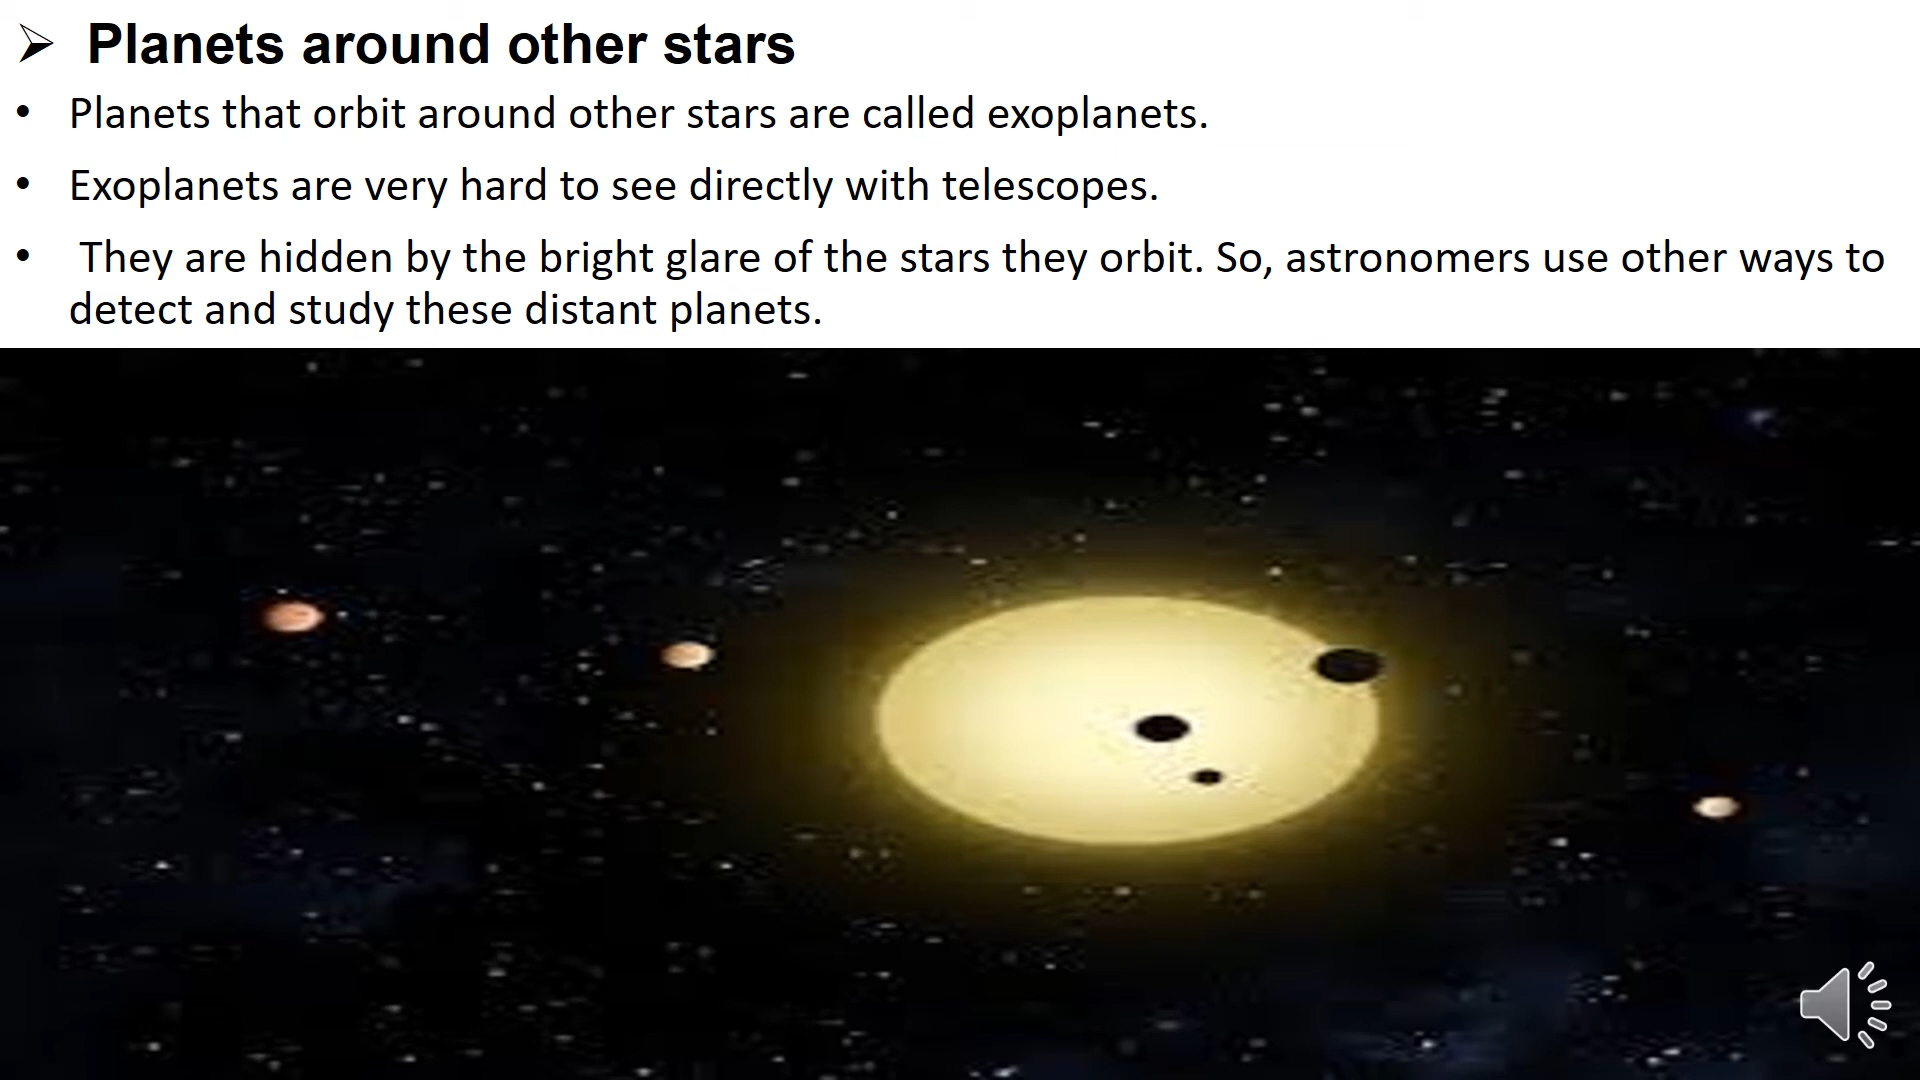 ➢ Planets around other stars
• Planets that orbit around other stars are called exoplanets.
• Exoplanets are very hard to see directly with telescopes.
• They are hidden by the bright glare of the stars they orbit. So, astronomers use other ways to
detect and study these distant planets.